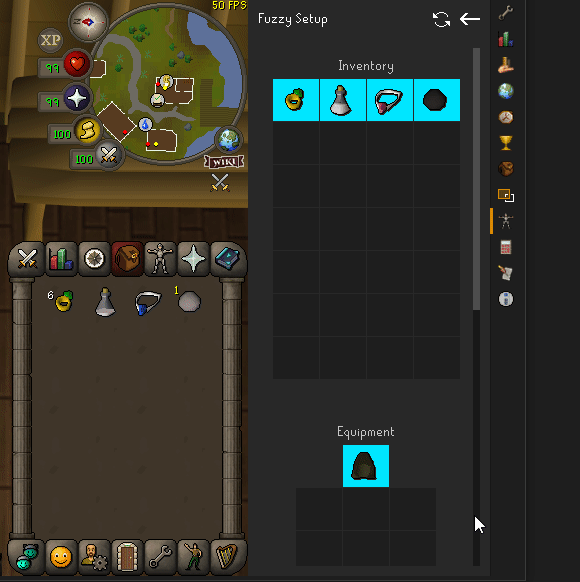 50 FPS
Fuzzy Setup
XP
99
99
100
100
WIKI
Inventory
6
1
Equipment